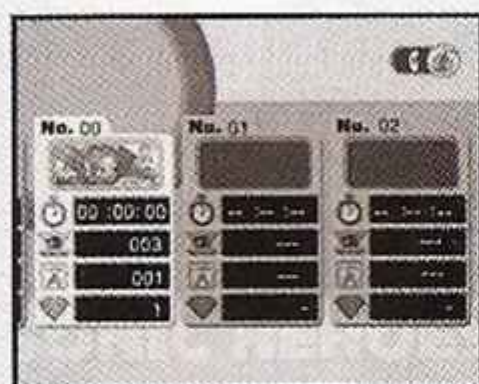 No. 00 No. 01 No. 02
00:00:00 --:--:-- --:--:--
003 --- ---
001 --- ---
1 - -